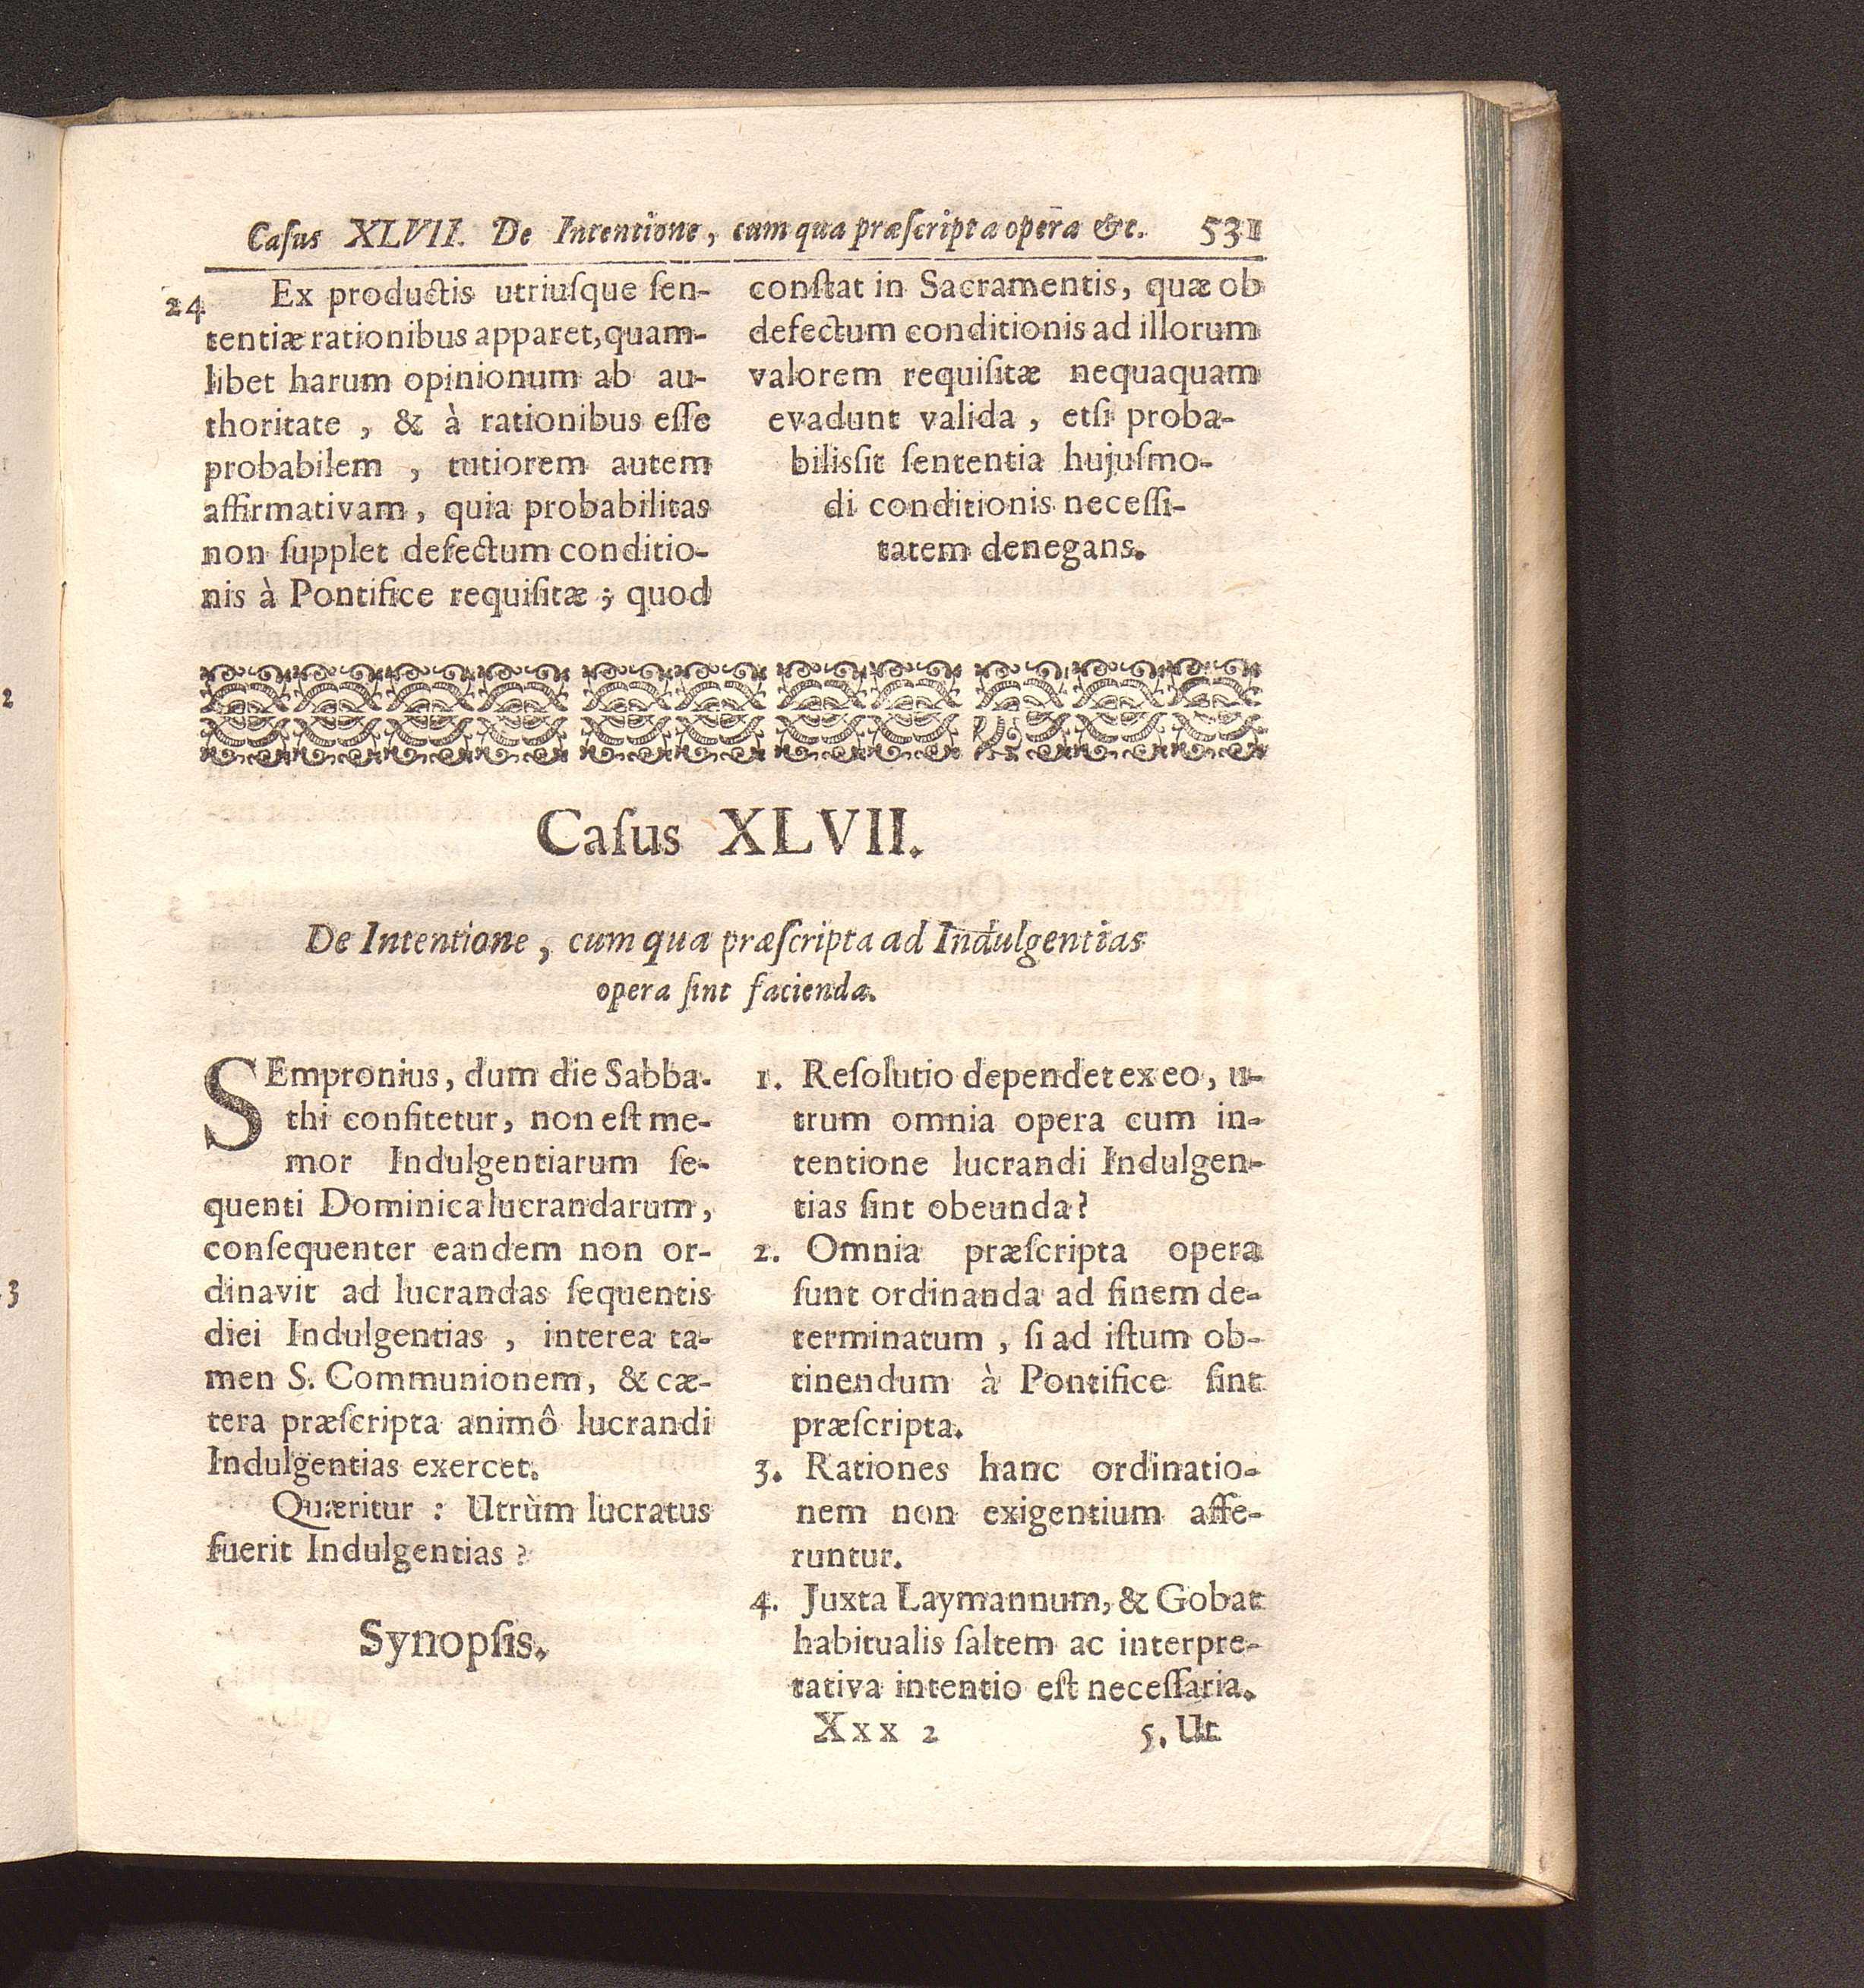 Caſus XLVII. De Intentione, cum qua præſcripta opera &c. 531
24 Ex productis utriuſque ſen-
tentiæ rationibus apparet, quam-
libet harum opinionum ab au-
thoritate , & à rationibus eſſe
probabilem , tutiorem autem
affirmativam, quia probabilitas
non ſupplet defectum conditio-
nis à Pontifice requiſitæ ; quod
conſtat in Sacramentis, quæ ob
defectum conditionis ad illorum
valorem requiſitæ nequaquam
evadunt valida , etſi proba-
bilisſit ſententia hujuſmo-
di conditionis neceſſi-
tatem denegans.
Caſus XLVII.
De Intentione , cum qua præſcripta ad Indulgentias
opera ſint facienda.
SEmpronius, dum die Sabba-
thi confitetur, non eſt me-
mor Indulgentiarum ſe-
quenti Dominica lucrandarum,
conſequenter eandem non or-
dinavit ad lucrandas ſequentis
diei Indulgentias , interea ta-
men S. Communionem, & cæ-
tera præſcripta animô lucrandi
Indulgentias exercet.
Quæritur : Utrùm lucratus
fuerit Indulgentias ?
Synopſis.
1. Reſolutio dependet ex eo, u-
trum omnia opera cum in-
tentione lucrandi Indulgen-
tias ſint obeunda?
2. Omnia præſcripta opera
ſunt ordinanda ad finem de-
terminatum , ſi ad iſtum ob-
tinendum à Pontifice ſint
præſcripta.
3. Rationes hanc ordinatio-
nem non exigentium affe-
runtur.
4. Juxta Laymannum, & Gobat
habitualis ſaltem ac interpre-
tativa intentio eſt neceſſaria.
Xxx 2 5. Ut
2
3